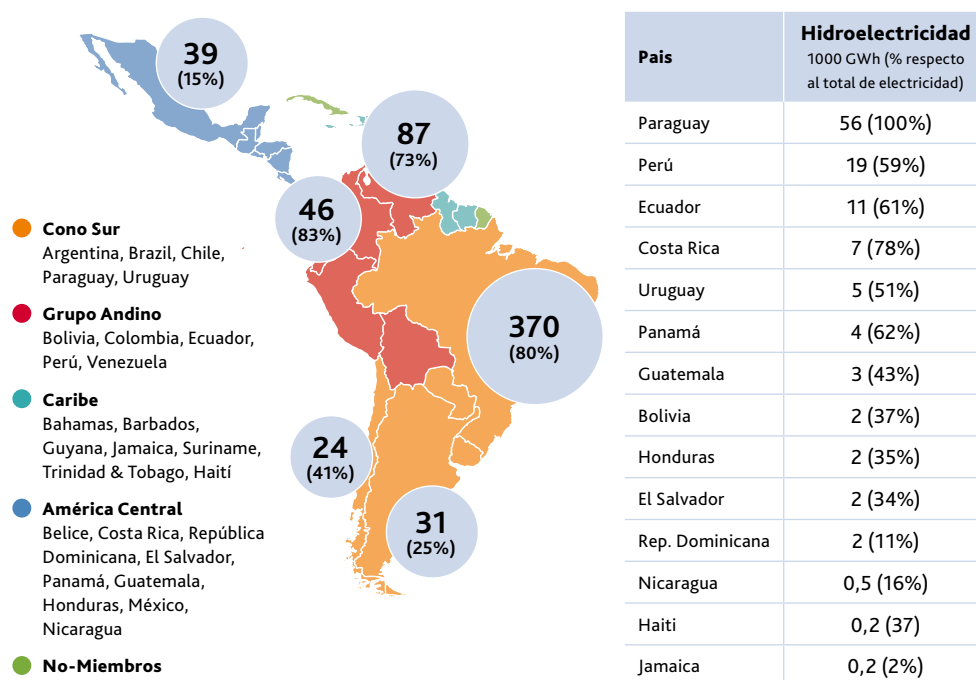 39
(15%)
87
(73%)
46
(83%)
370
(80%)
24
(41%)
31
(25%)
Cono Sur
Argentina, Brazil, Chile,
Paraguay, Uruguay
Grupo Andino
Bolivia, Colombia, Ecuador,
Perú, Venezuela
Caribe
Bahamas, Barbados,
Guyana, Jamaica, Suriname,
Trinidad & Tobago, Haití
América Central
Belice, Costa Rica, República
Dominicana, El Salvador,
Panamá, Guatemala,
Honduras, México,
Nicaragua
No-Miembros
Pais Hidroelectricidad
1000 GWh (% respecto
al total de electricidad)
Paraguay 56 (100%)
Perú 19 (59%)
Ecuador 11 (61%)
Costa Rica 7 (78%)
Uruguay 5 (51%)
Panamá 4 (62%)
Guatemala 3 (43%)
Bolivia 2 (37%)
Honduras 2 (35%)
El Salvador 2 (34%)
Rep. Dominicana 2 (11%)
Nicaragua 0,5 (16%)
Haiti 0,2 (37)
Jamaica 0,2 (2%)